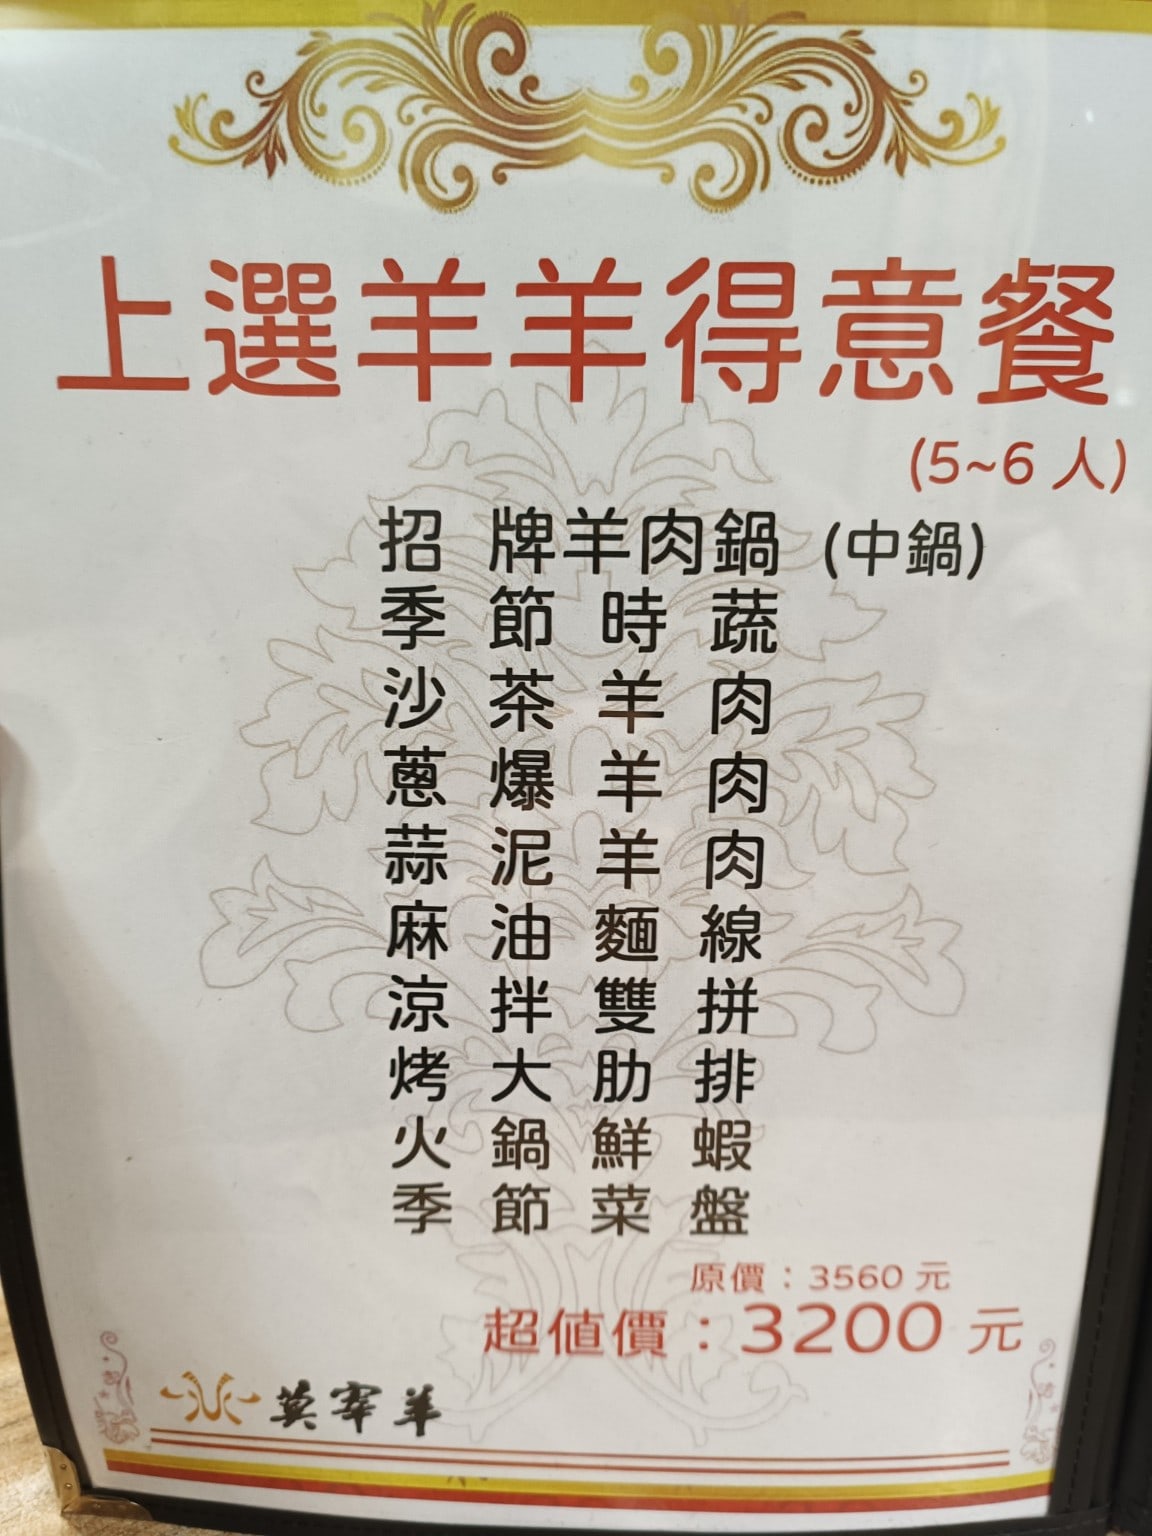 上選羊羊得意餐
(5~6 人)
招牌羊肉鍋 (中鍋)
季節時蔬
沙茶羊肉
蔥爆羊肉
蒜泥羊肉
麻油麵線
涼拌雙拼
烤大肋排
火鍋鮮蝦
季節菜盤
原價：3560 元
超值價：3200 元
莫宰羊